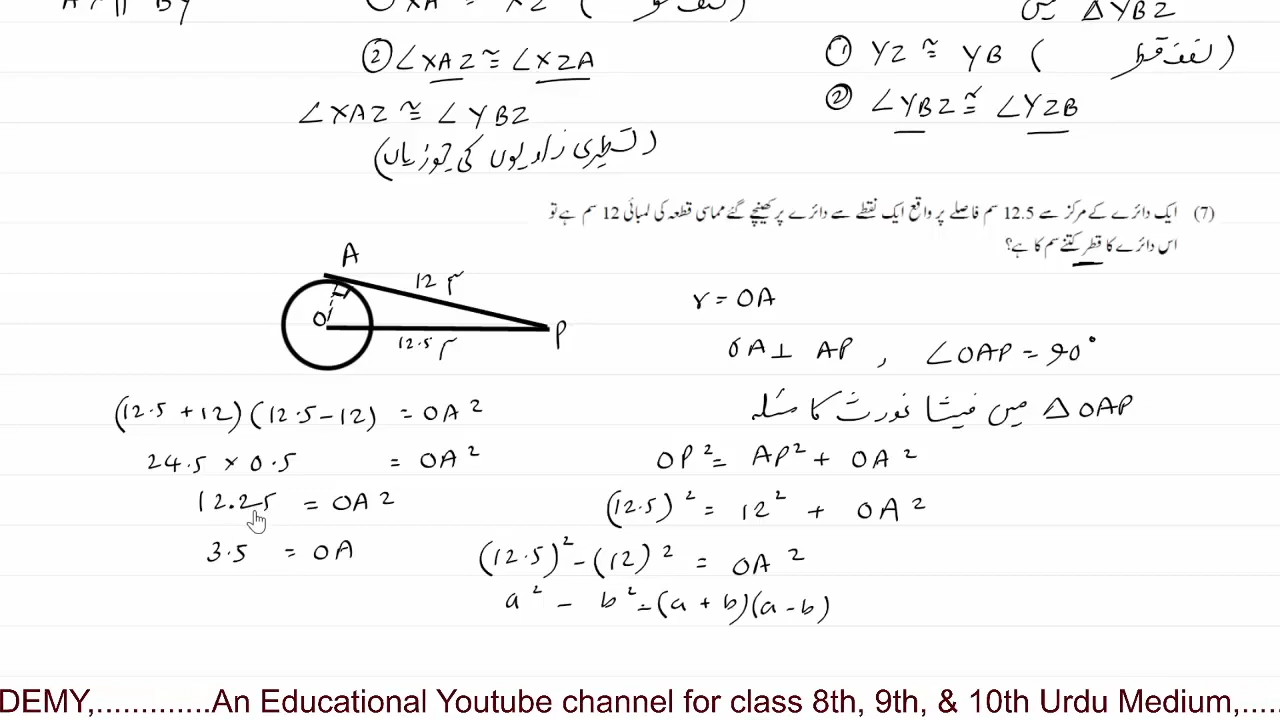 ② ∠XAZ ≅ ∠XZA
∠XAZ ≅ ∠YBZ
(نظیری زاویوں کی جوڑیاں)
میں △YBZ
① YZ ≅ YB ( نصف قطر )
② ∠YBZ ≅ ∠YZB
(7) ایک دائرے کے مرکز سے 12.5 سم فاصلے پر واقع ایک نقطے سے دائرے پر کھینچے گئے مماسی قطعہ کی لمبائی 12 سم ہے تو
اس دائرے کا قطر کتنے سم کا ہے؟
A
12
O
12.5
P
r = OA
OA ⊥ AP , ∠OAP = 90°
△OAP میں فیثا غورث کا مسئلہ
OP² = AP² + OA²
(12.5)² = 12² + OA²
(12.5)² - (12)² = OA²
a² - b² = (a + b)(a - b)
(12.5 + 12)(12.5 - 12) = OA²
24.5 × 0.5 = OA²
12.25 = OA²
3.5 = OA
DEMY,.............An Educational Youtube channel for class 8th, 9th, & 10th Urdu Medium,.....